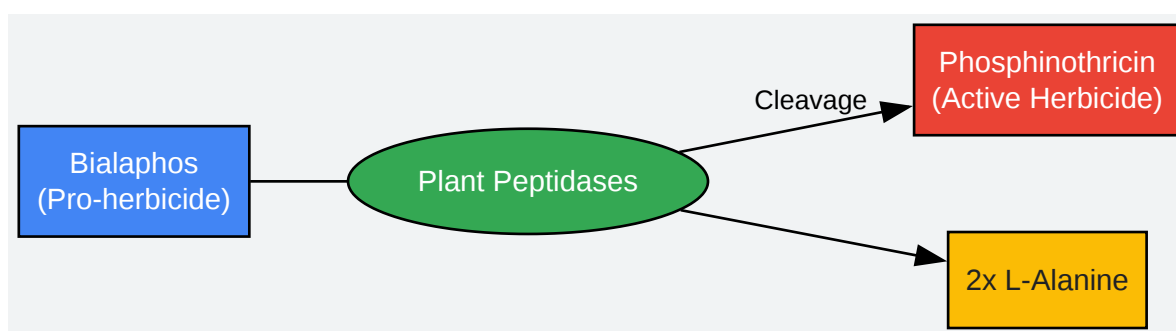 Bialaphos
(Pro-herbicide)
Plant Peptidases
Cleavage
Phosphinothricin
(Active Herbicide)
2x L-Alanine